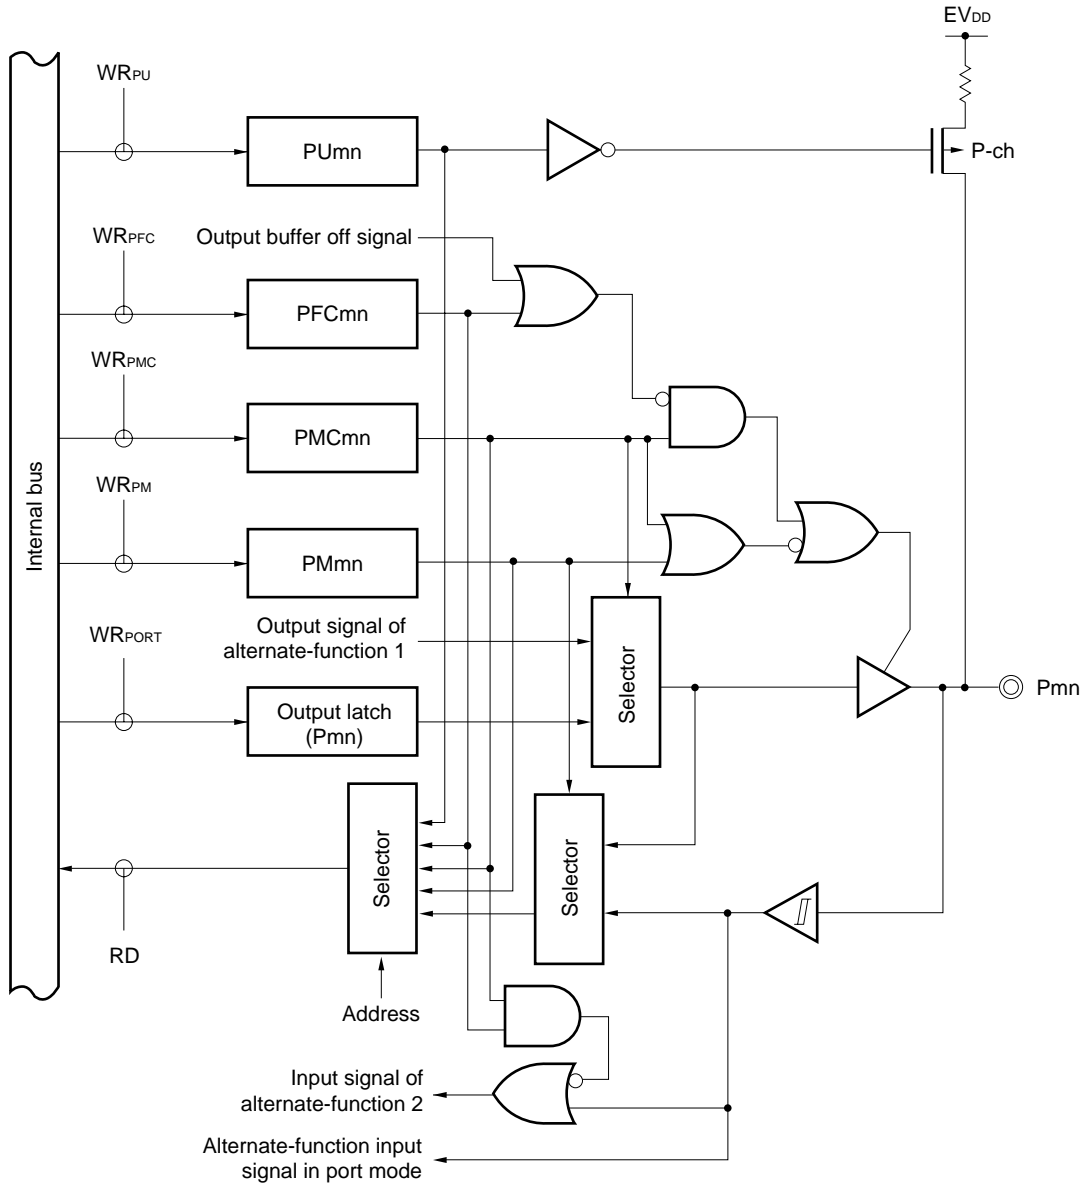 EVDD
WRPU
PUmn
P-ch
WRPFC
Output buffer off signal
PFCmn
WRPMC
PMCmn
Internal bus
WRPM
PMmn
WRPORT
Output signal of
alternate-function 1
Selector
Output latch
(Pmn)
Pmn
Selector
Selector
RD
Address
Input signal of
alternate-function 2
Alternate-function input
signal in port mode